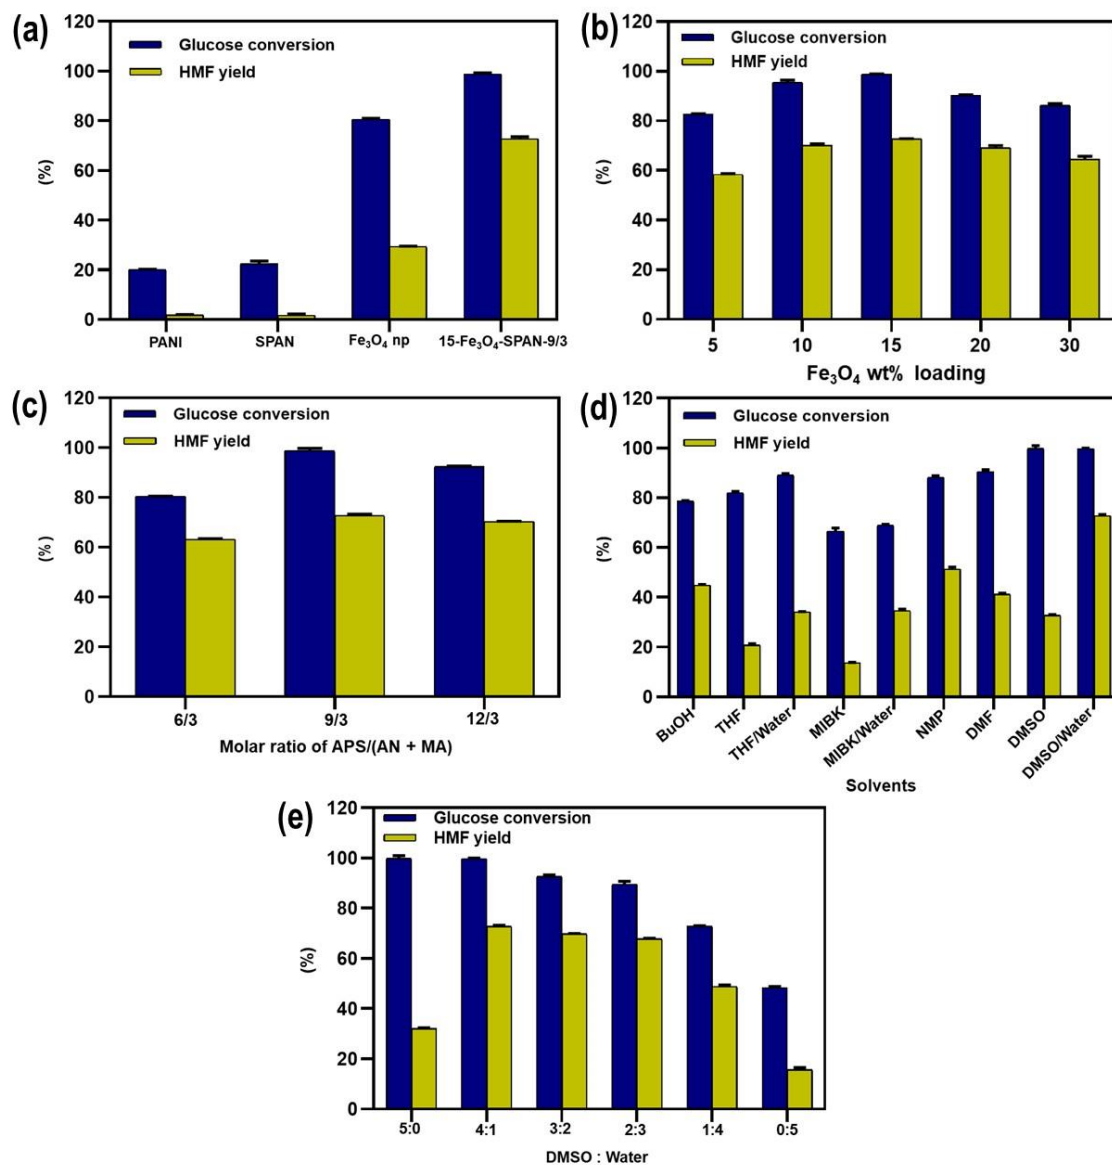 (a)
120
100
80
60
40
20
0
(%)
Glucose conversion
HMF yield
PANI SPAN Fe₃O₄ np 15-Fe₃O₄-SPAN-9/3
(b)
120
100
80
60
40
20
0
(%)
Glucose conversion
HMF yield
5 10 15 20 30
Fe₃O₄ wt% loading
(c)
120
100
80
60
40
20
0
(%)
Glucose conversion
HMF yield
6/3 9/3 12/3
Molar ratio of APS/(AN + MA)
(d)
120
100
80
60
40
20
0
(%)
Glucose conversion
HMF yield
BuOH THF THF/Water MIBK MIBK/Water NMP DMF DMSO DMSO/Water
Solvents
(e)
120
100
80
60
40
20
0
(%)
Glucose conversion
HMF yield
5:0 4:1 3:2 2:3 1:4 0:5
DMSO : Water